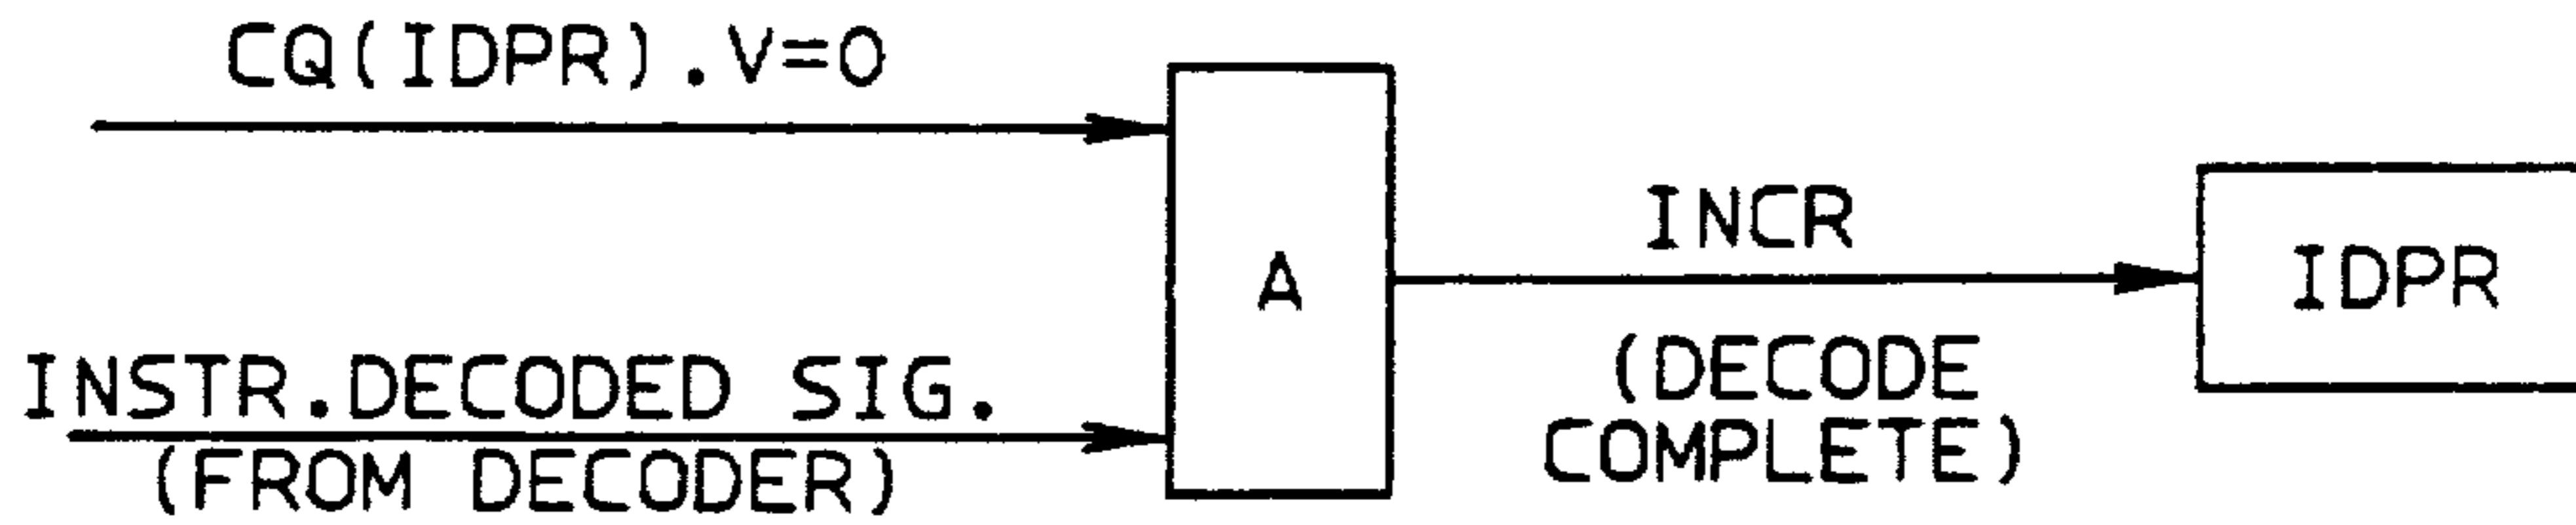 CQ(IDPR).V=0
INSTR.DECODED SIG.
(FROM DECODER)
A
INCR
(DECODE
COMPLETE)
IDPR